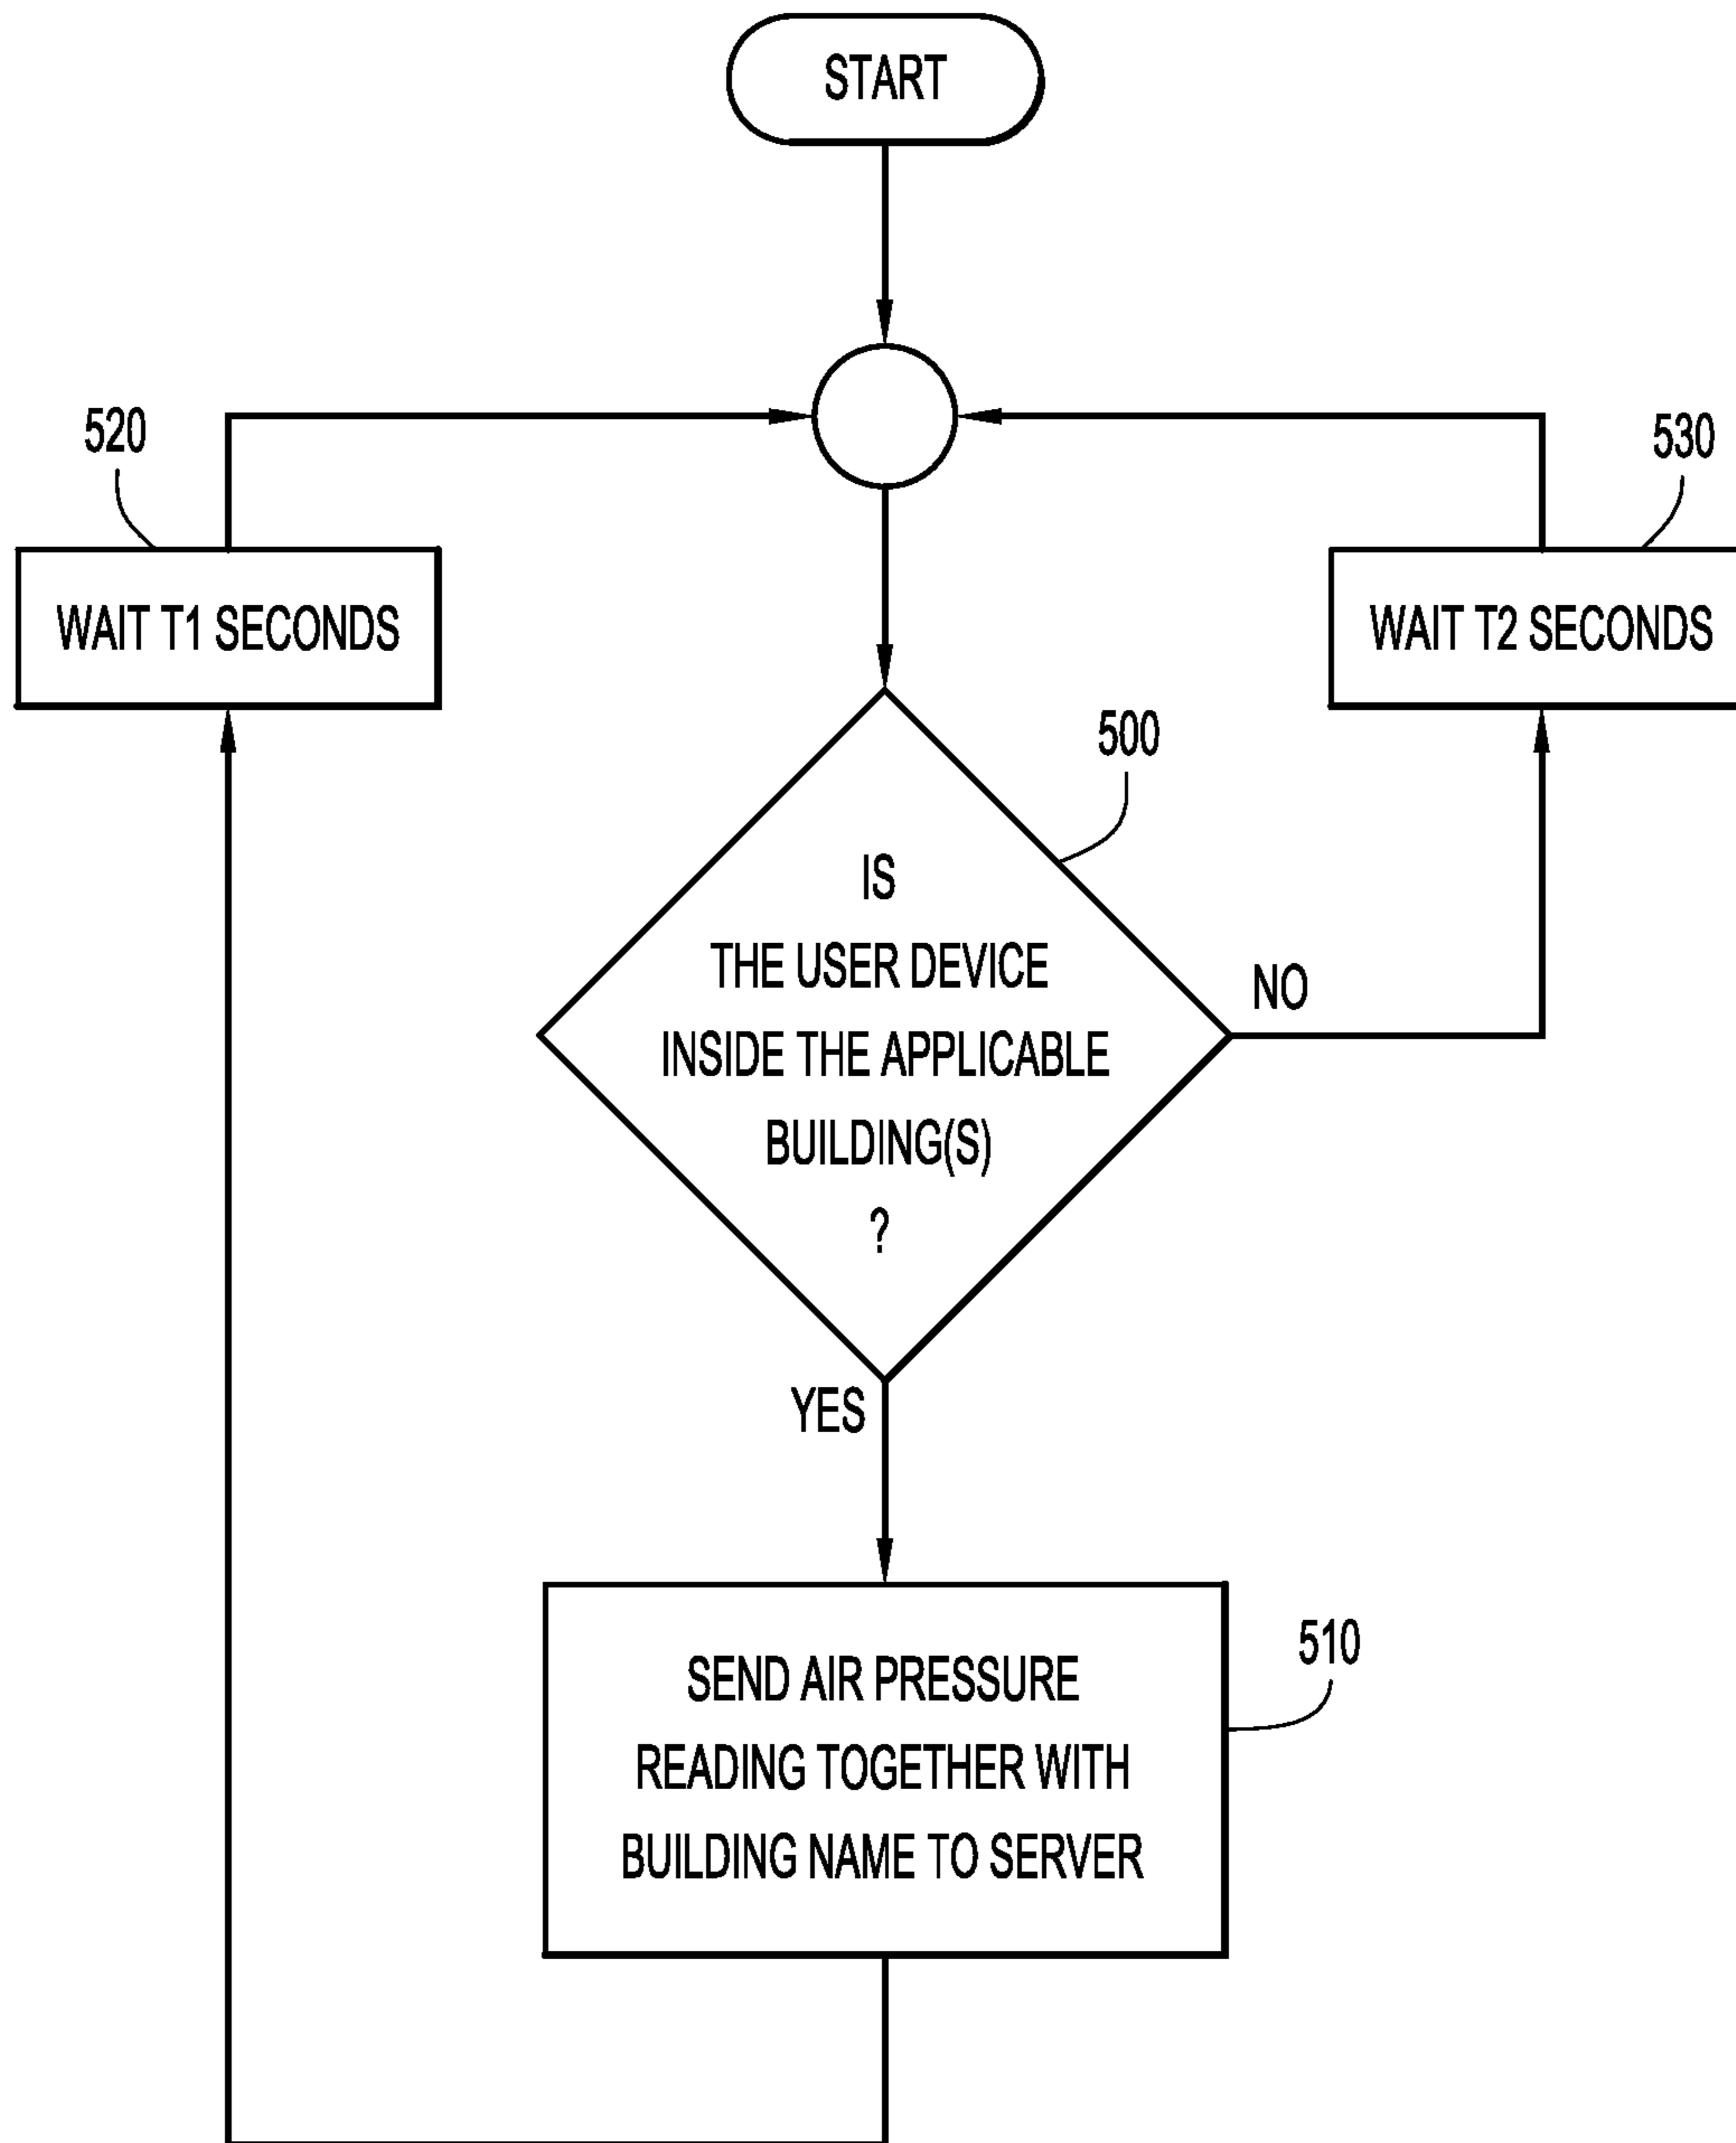 START
520
530
WAIT T1 SECONDS
WAIT T2 SECONDS
500
IS
THE USER DEVICE
INSIDE THE APPLICABLE
BUILDING(S)
?
NO
YES
SEND AIR PRESSURE
READING TOGETHER WITH
BUILDING NAME TO SERVER
510